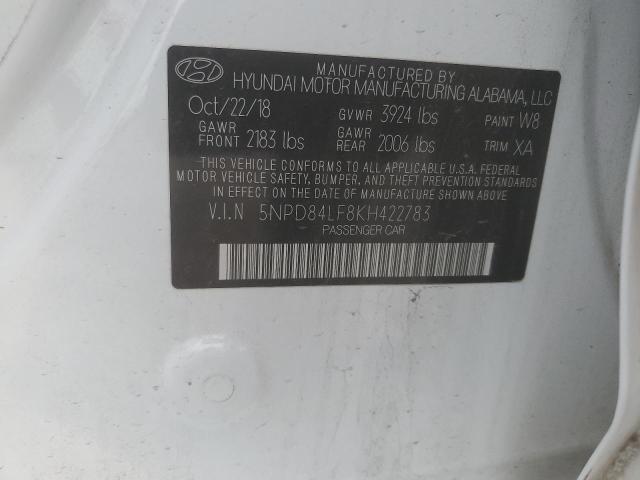 MANUFACTURED BY
HYUNDAI MOTOR MANUFACTURING ALABAMA, LLC
Oct/22/18 GVWR 3924 lbs PAINT W8
GAWR FRONT 2183 lbs GAWR REAR 2006 lbs TRIM XA
THIS VEHICLE CONFORMS TO ALL APPLICABLE U.S.A. FEDERAL
MOTOR VEHICLE SAFETY, BUMPER, AND THEFT PREVENTION STANDARDS
IN EFFECT ON THE DATE OF MANUFACTURE SHOWN ABOVE
V.I.N 5NPD84LF8KH422783
PASSENGER CAR